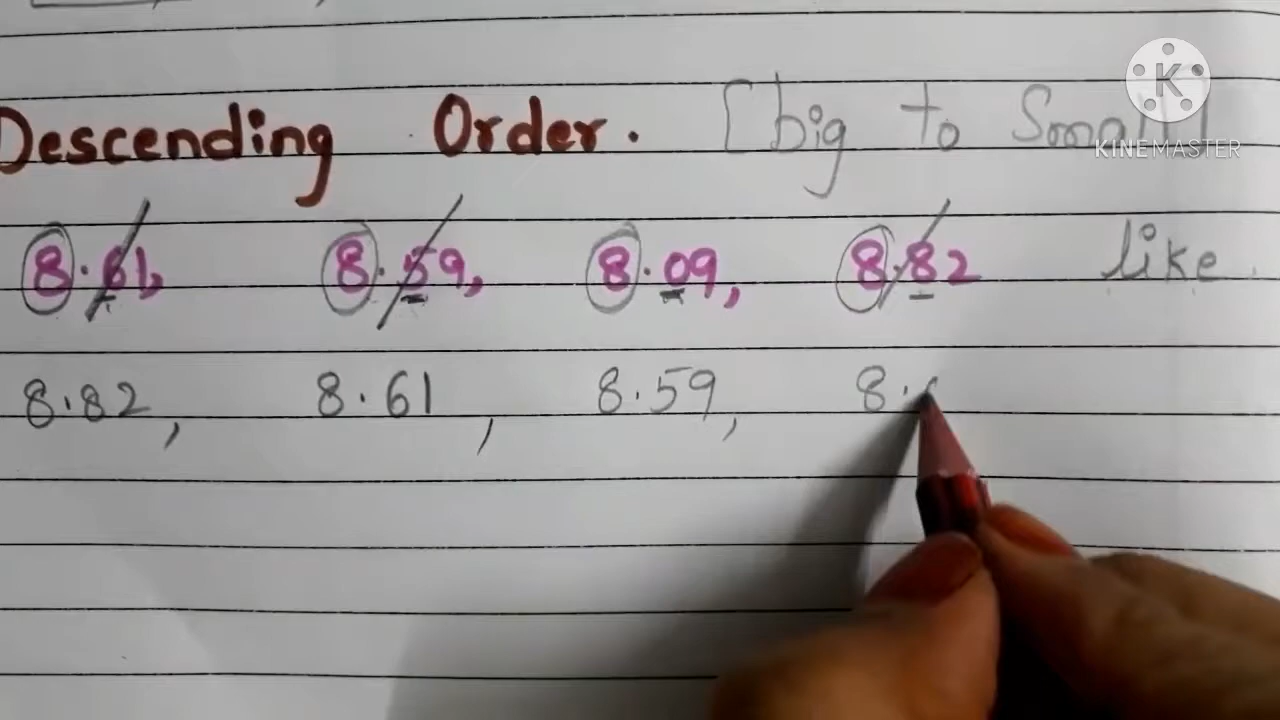 Descending Order. [big to Small]
8.61, 8.59, 8.09, 8.82 like
8.82, 8.61, 8.59, 8.
K
KINEMASTER